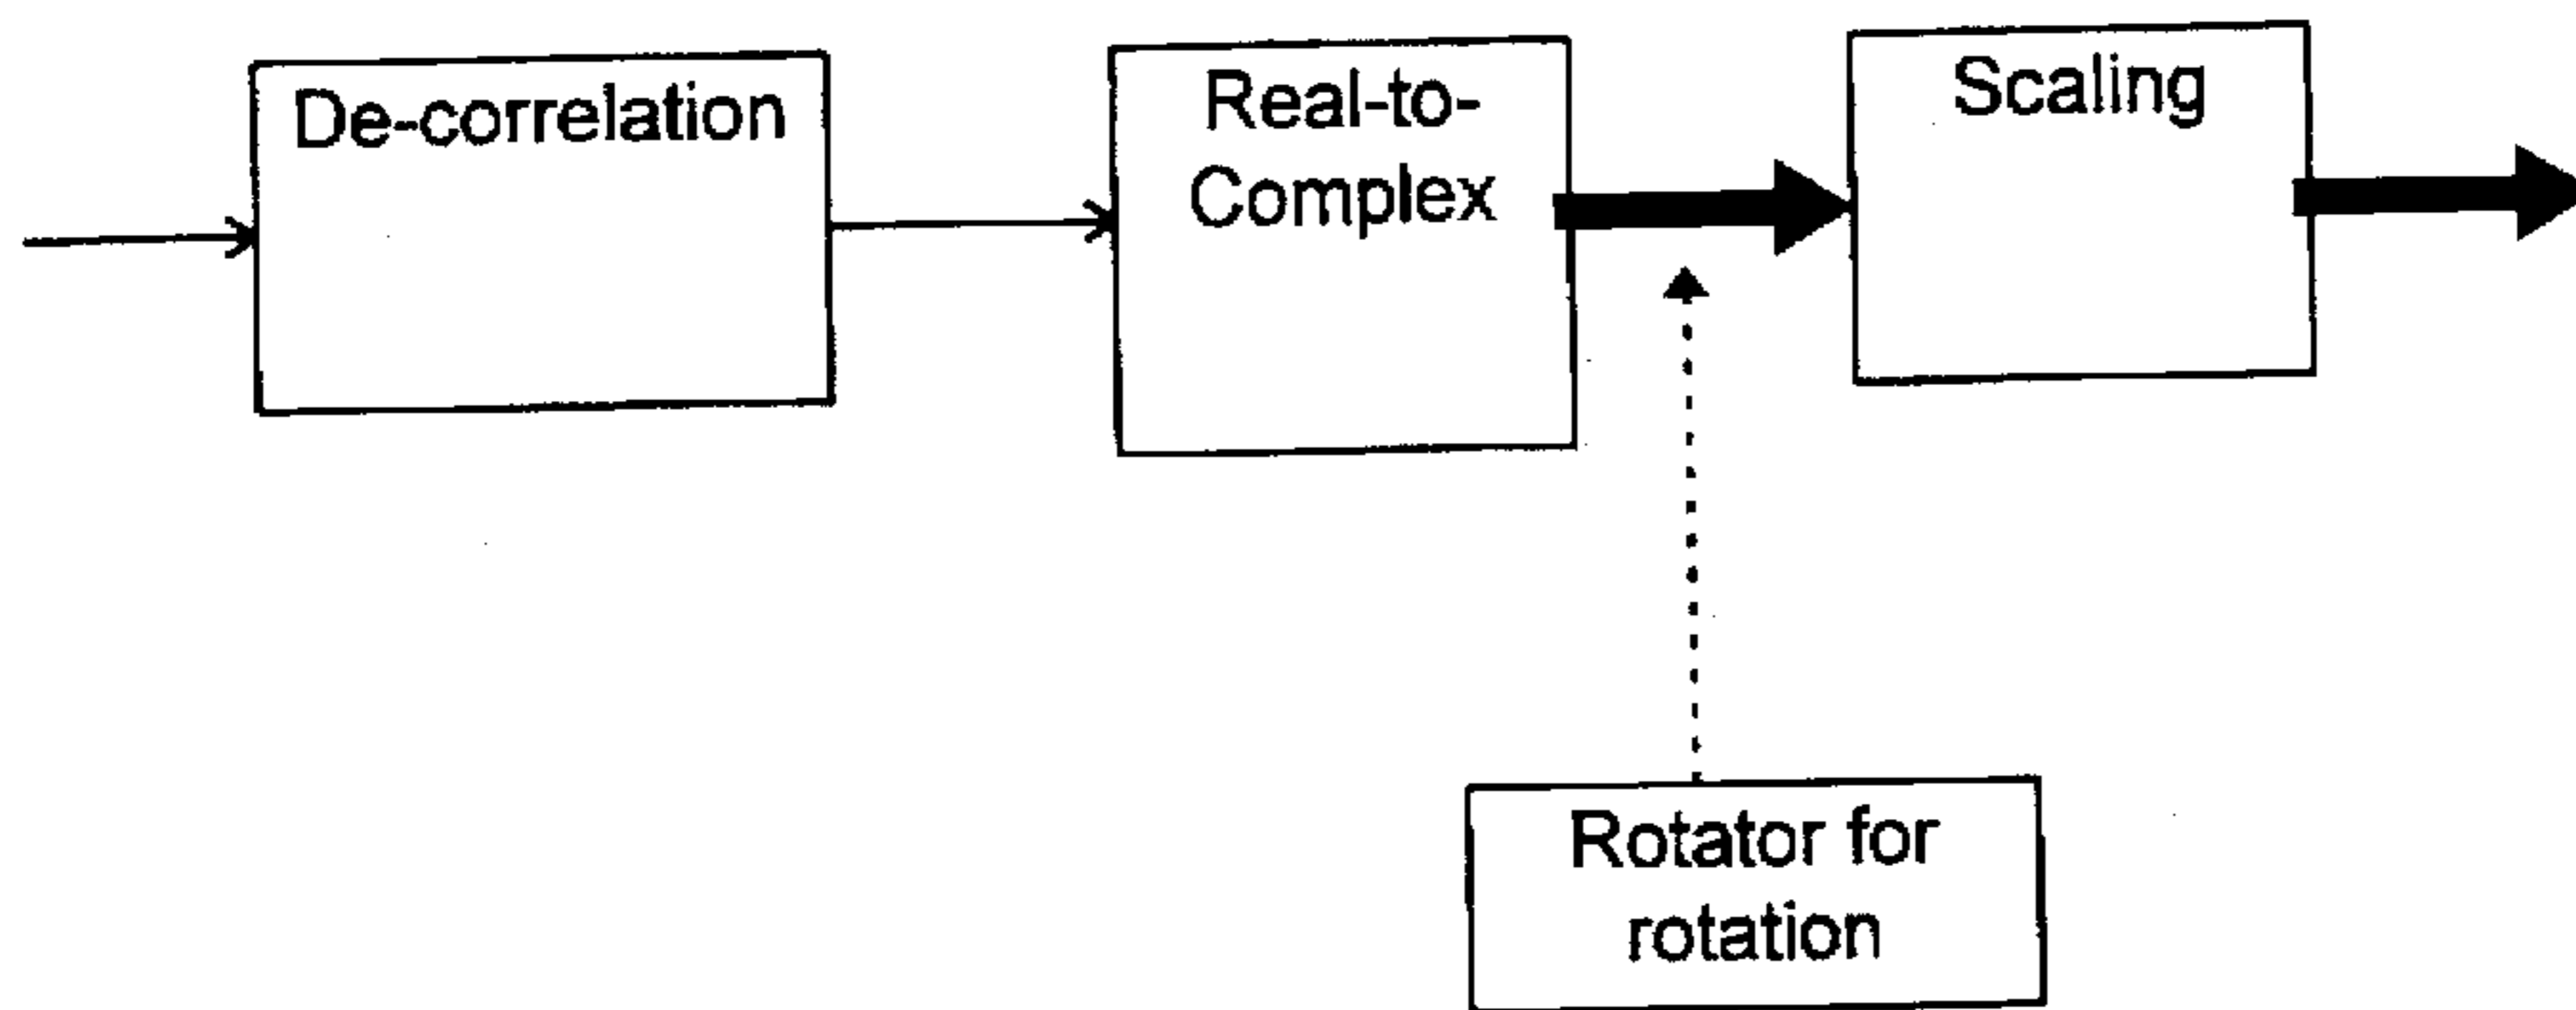 De-correlation
Real-to-
Complex
Scaling
Rotator for
rotation